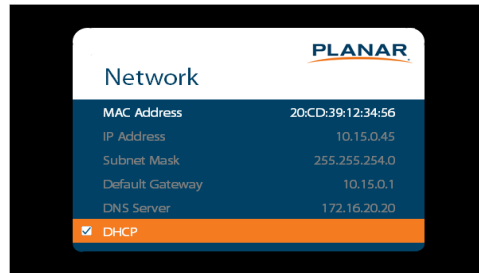 PLANAR
Network
MAC Address 20:CD:39:12:34:56
IP Address 10.15.0.45
Subnet Mask 255.255.254.0
Default Gateway 10.15.0.1
DNS Server 172.16.20.20
DHCP